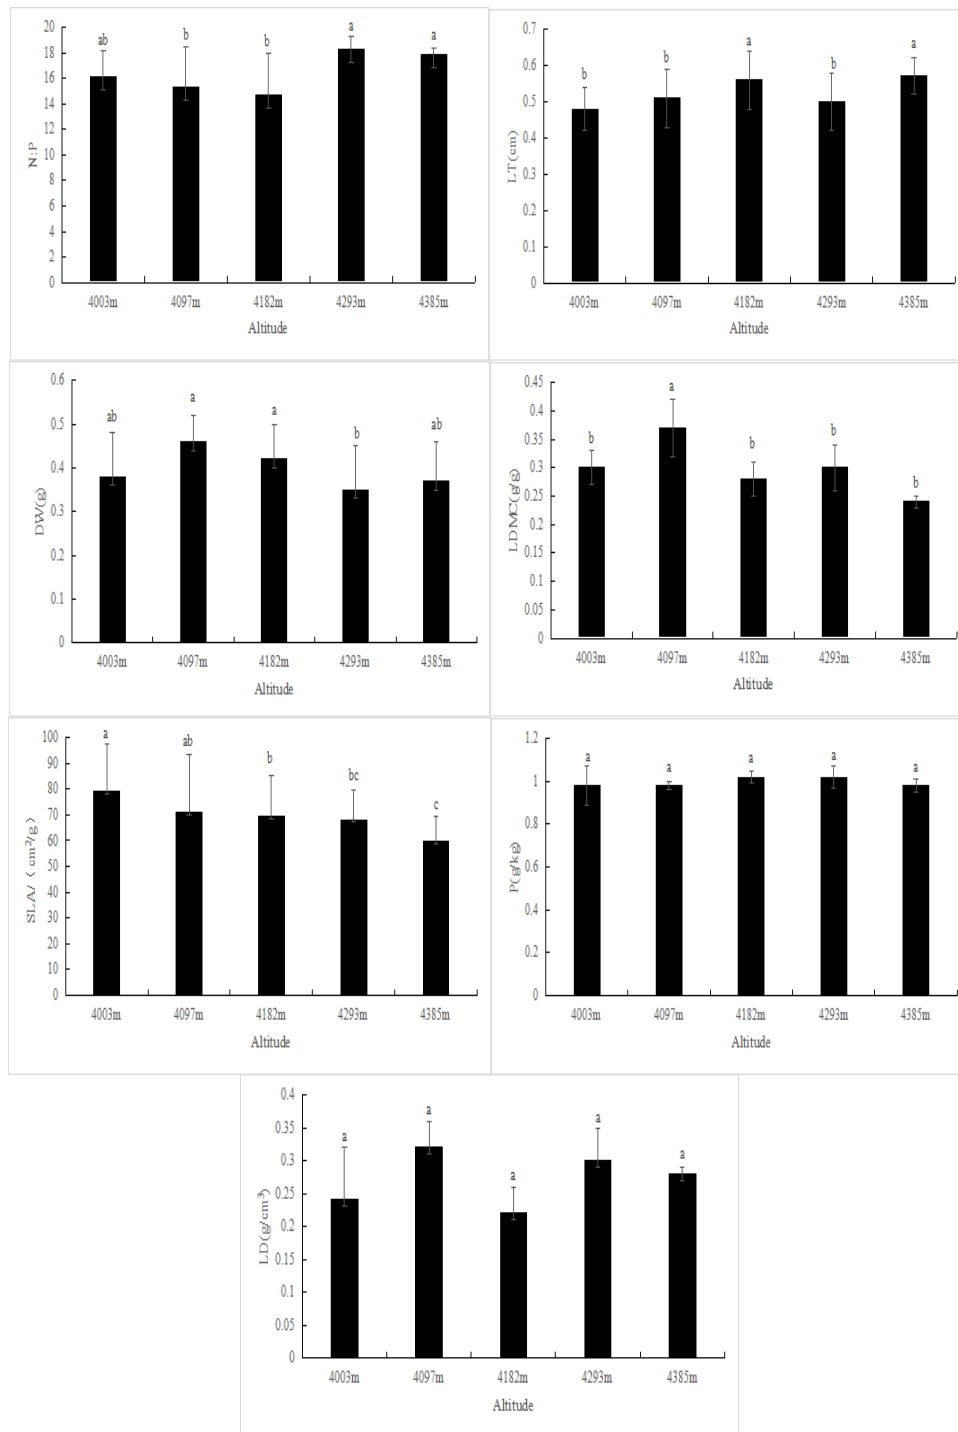 N:P
20
18
16
14
12
10
8
6
4
2
0
ab
b
b
a
a
4003m 4097m 4182m 4293m 4385m
Altitude
LT(cm)
0.7
0.6
0.5
0.4
0.3
0.2
0.1
0
b
b
a
b
a
4003m 4097m 4182m 4293m 4385m
Altitude
DW(g)
0.6
0.5
0.4
0.3
0.2
0.1
0
ab
a
a
b
ab
4003m 4097m 4182m 4293m 4385m
Altitude
LDMC(g/g)
0.45
0.4
0.35
0.3
0.25
0.2
0.15
0.1
0.05
0
b
a
b
b
b
4003m 4097m 4182m 4293m 4385m
Altitude
SLA/（cm²/g）
100
90
80
70
60
50
40
30
20
10
0
a
ab
b
bc
c
4003m 4097m 4182m 4293m 4385m
Altitude
P(g/kg)
1.2
1
0.8
0.6
0.4
0.2
0
a
a
a
a
a
4003m 4097m 4182m 4293m 4385m
Altitude
LD(g/cm³)
0.4
0.35
0.3
0.25
0.2
0.15
0.1
0.05
0
a
a
a
a
a
4003m 4097m 4182m 4293m 4385m
Altitude